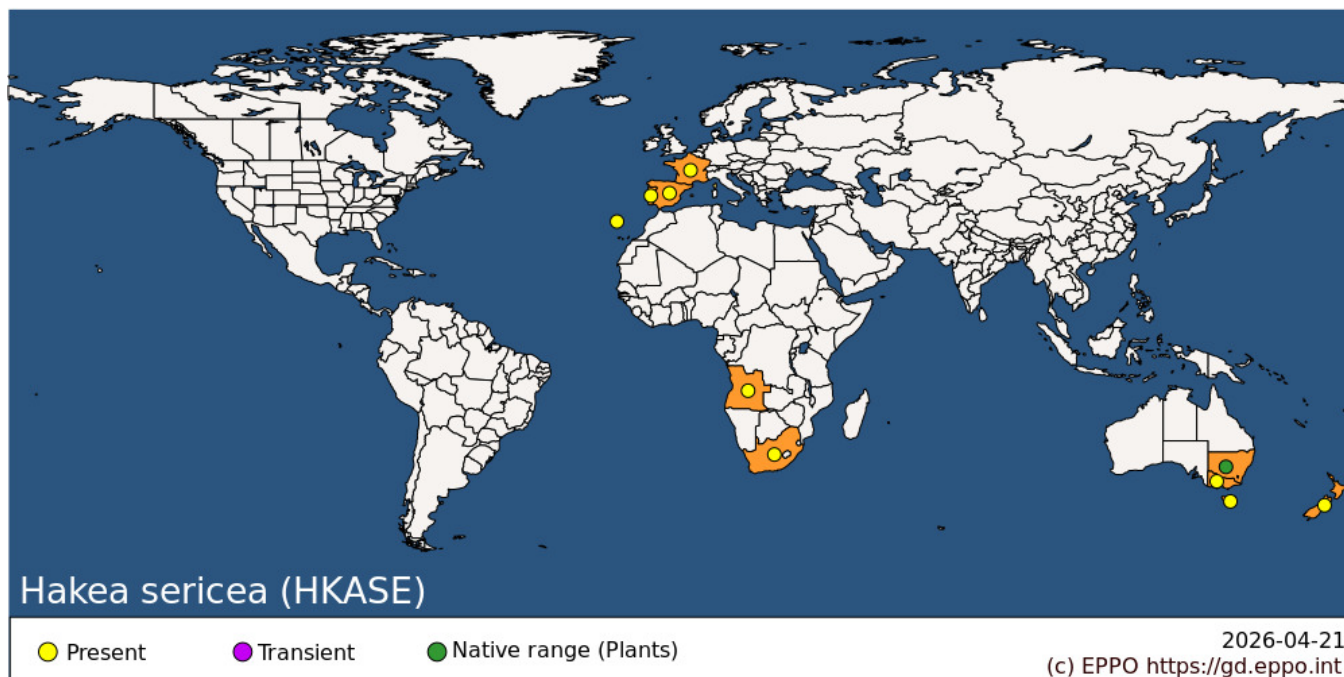 Hakea sericea (HKASE)
Present
Transient
Native range (Plants)
2026-04-21
(c) EPPO https://gd.eppo.int